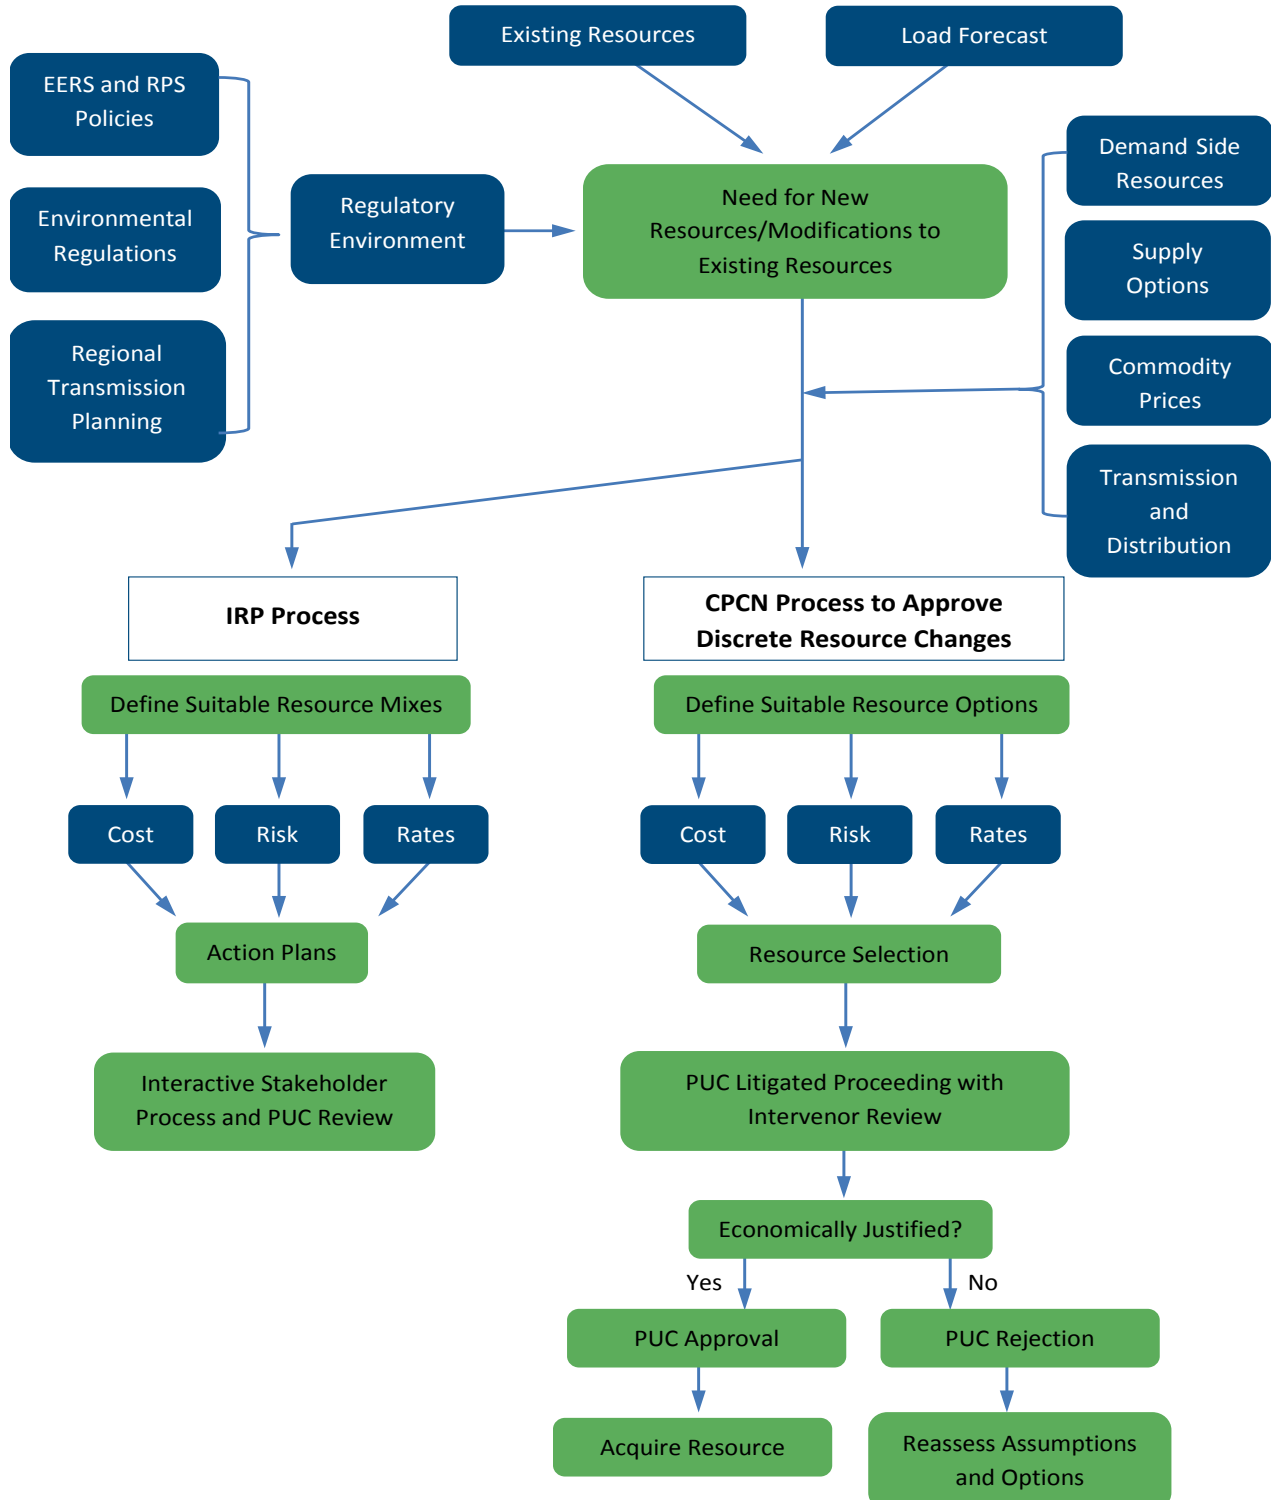 Existing Resources
Load Forecast
EERS and RPS
Policies
Environmental
Regulations
Regional
Transmission
Planning
Regulatory
Environment
Need for New
Resources/Modifications to
Existing Resources
Demand Side
Resources
Supply
Options
Commodity
Prices
Transmission
and
Distribution
IRP Process
Define Suitable Resource Mixes
Cost
Risk
Rates
Action Plans
Interactive Stakeholder
Process and PUC Review
CPCN Process to Approve
Discrete Resource Changes
Define Suitable Resource Options
Cost
Risk
Rates
Resource Selection
PUC Litigated Proceeding with
Intervenor Review
Economically Justified?
Yes
No
PUC Approval
PUC Rejection
Acquire Resource
Reassess Assumptions
and Options